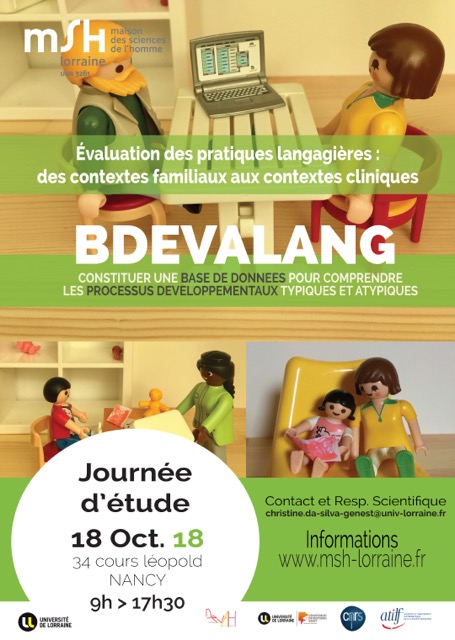 msh
maison
des sciences
de l'homme
lorraine
Évaluation des pratiques langagières :
des contextes familiaux aux contextes cliniques
BDEVALANG
CONSTITUER UNE BASE DE DONNEES POUR COMPRENDRE
LES PROCESSUS DEVELOPPEMENTAUX TYPIQUES ET ATYPIQUES
Journée
d'étude
18 Oct. 18
34 cours léopold
NANCY
9h > 17h30
Contact et Resp. Scientifique
christine.da-silva-genest@univ-lorraine.fr
Informations
www.msh-lorraine.fr
UNIVERSITÉ
DE LORRAINE
UNIVERSITÉ
DE LORRAINE
cnrs
atilf